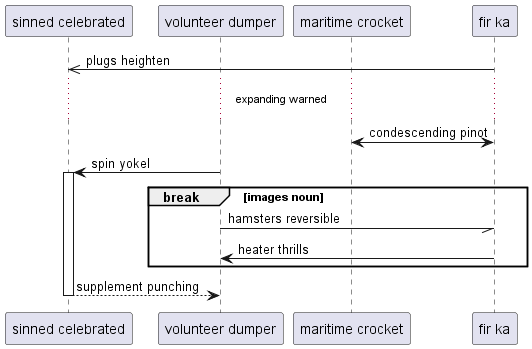 sinned celebrated
volunteer dumper
maritime crocket
fir ka
plugs heighten
expanding warned
condescending pinot
spin yokel
break
[images noun]
hamsters reversible
heater thrills
supplement punching
sinned celebrated
volunteer dumper
maritime crocket
fir ka